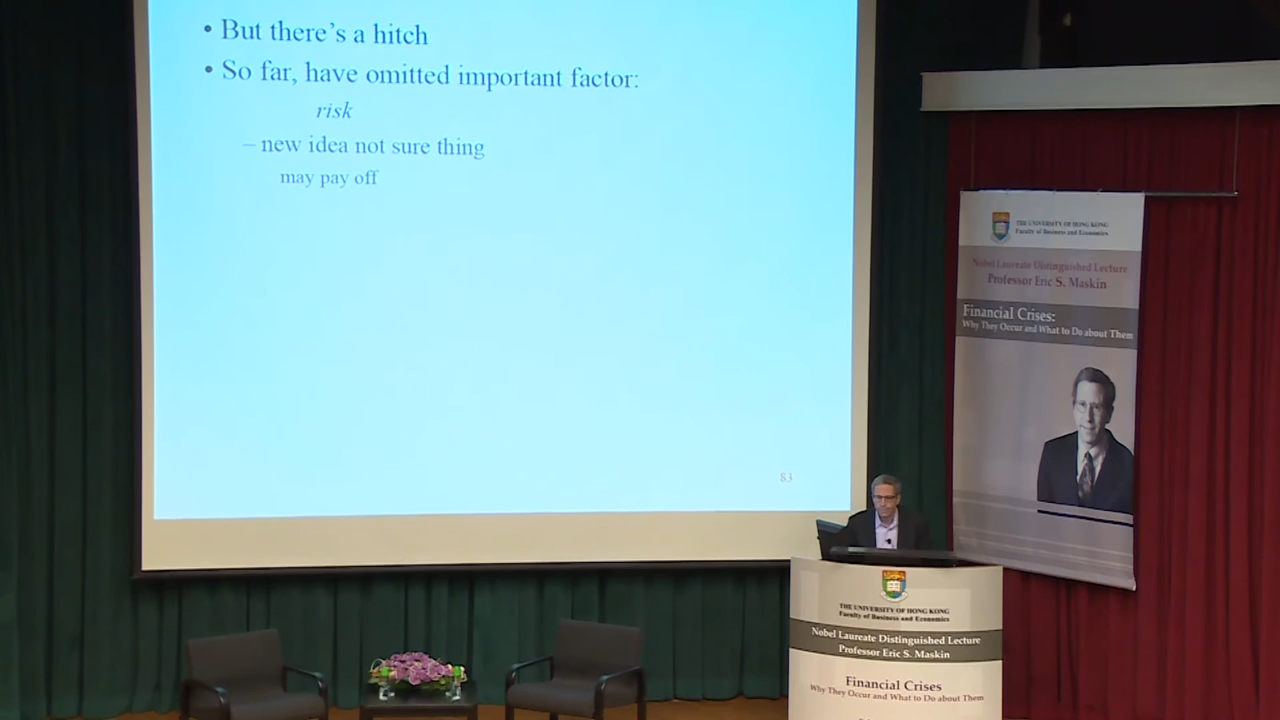 • But there's a hitch
• So far, have omitted important factor:
risk
– new idea not sure thing
may pay off
83
THE UNIVERSITY OF HONG KONG
Faculty of Business and Economics
Nobel Laureate Distinguished Lecture
Professor Eric S. Maskin
Financial Crises:
Why They Occur and What to Do about Them
THE UNIVERSITY OF HONG KONG
Faculty of Business and Economics
Nobel Laureate Distinguished Lecture
Professor Eric S. Maskin
Financial Crises
Why They Occur and What to Do about Them